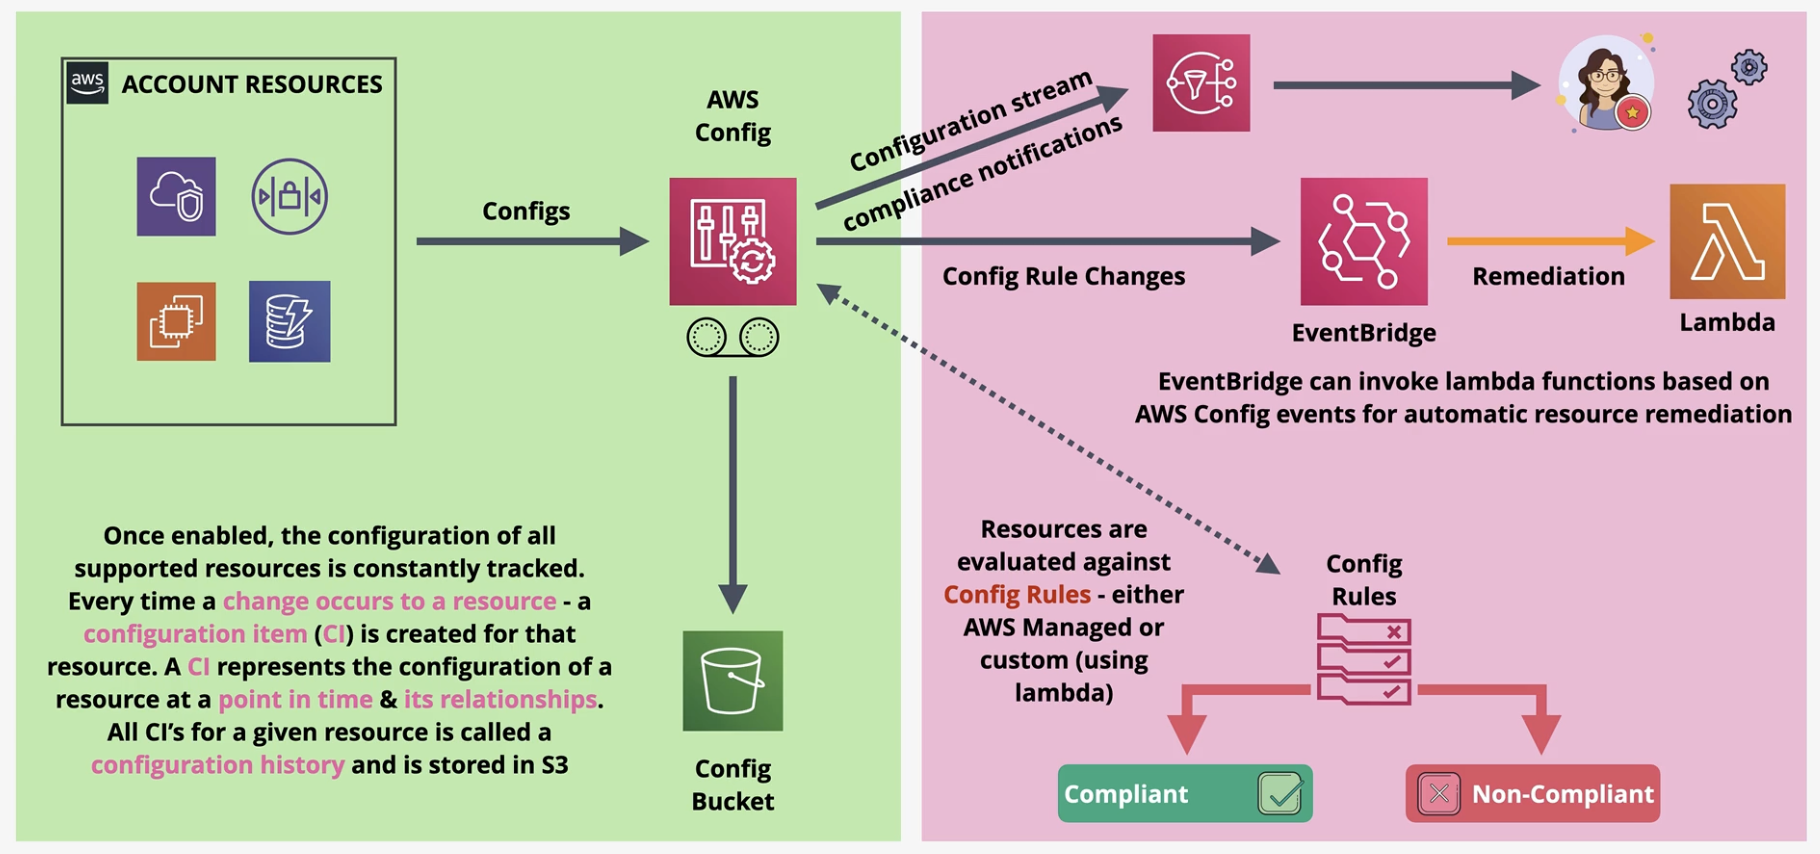 aws
ACCOUNT RESOURCES
Configs
AWS
Config
Once enabled, the configuration of all
supported resources is constantly tracked.
Every time a change occurs to a resource - a
configuration item (CI) is created for that
resource. A CI represents the configuration of a
resource at a point in time & its relationships.
All CI’s for a given resource is called a
configuration history and is stored in S3
Config
Bucket
Configuration stream
compliance notifications
Config Rule Changes
EventBridge
Remediation
Lambda
EventBridge can invoke lambda functions based on
AWS Config events for automatic resource remediation
Resources are
evaluated against
Config Rules - either
AWS Managed or
custom (using
lambda)
Config
Rules
Compliant
Non-Compliant